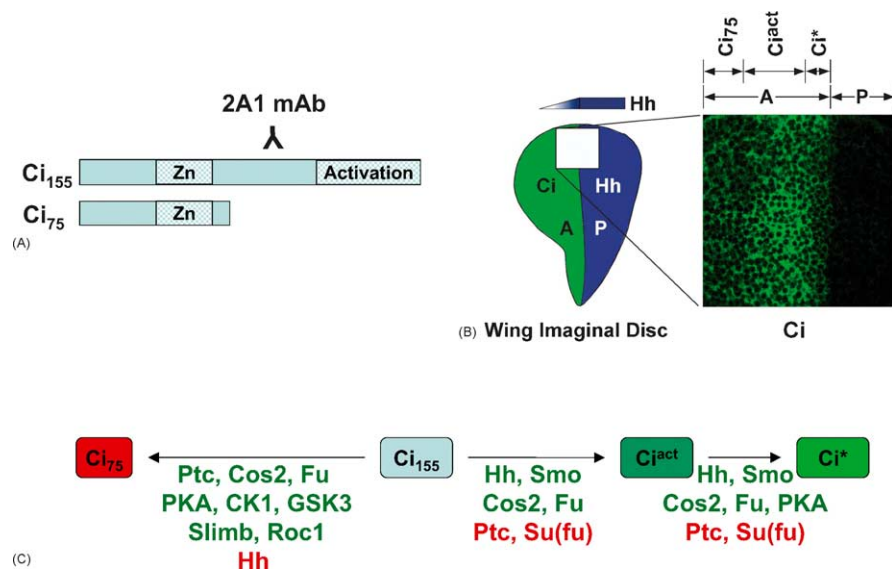 2A1 mAb
Ci155
Zn
Activation
Ci75
Zn
(A)
Hh
Ci
Hh
A
P
(B)
Wing Imaginal Disc
Ci75
Ciact
Ci*
A
P
Ci
Ci75
Ci155
Ciact
Ci*
Ptc, Cos2, Fu
PKA, CK1, GSK3
Slimb, Roc1
Hh
Hh, Smo
Cos2, Fu
Ptc, Su(fu)
Hh, Smo
Cos2, Fu, PKA
Ptc, Su(fu)
(C)